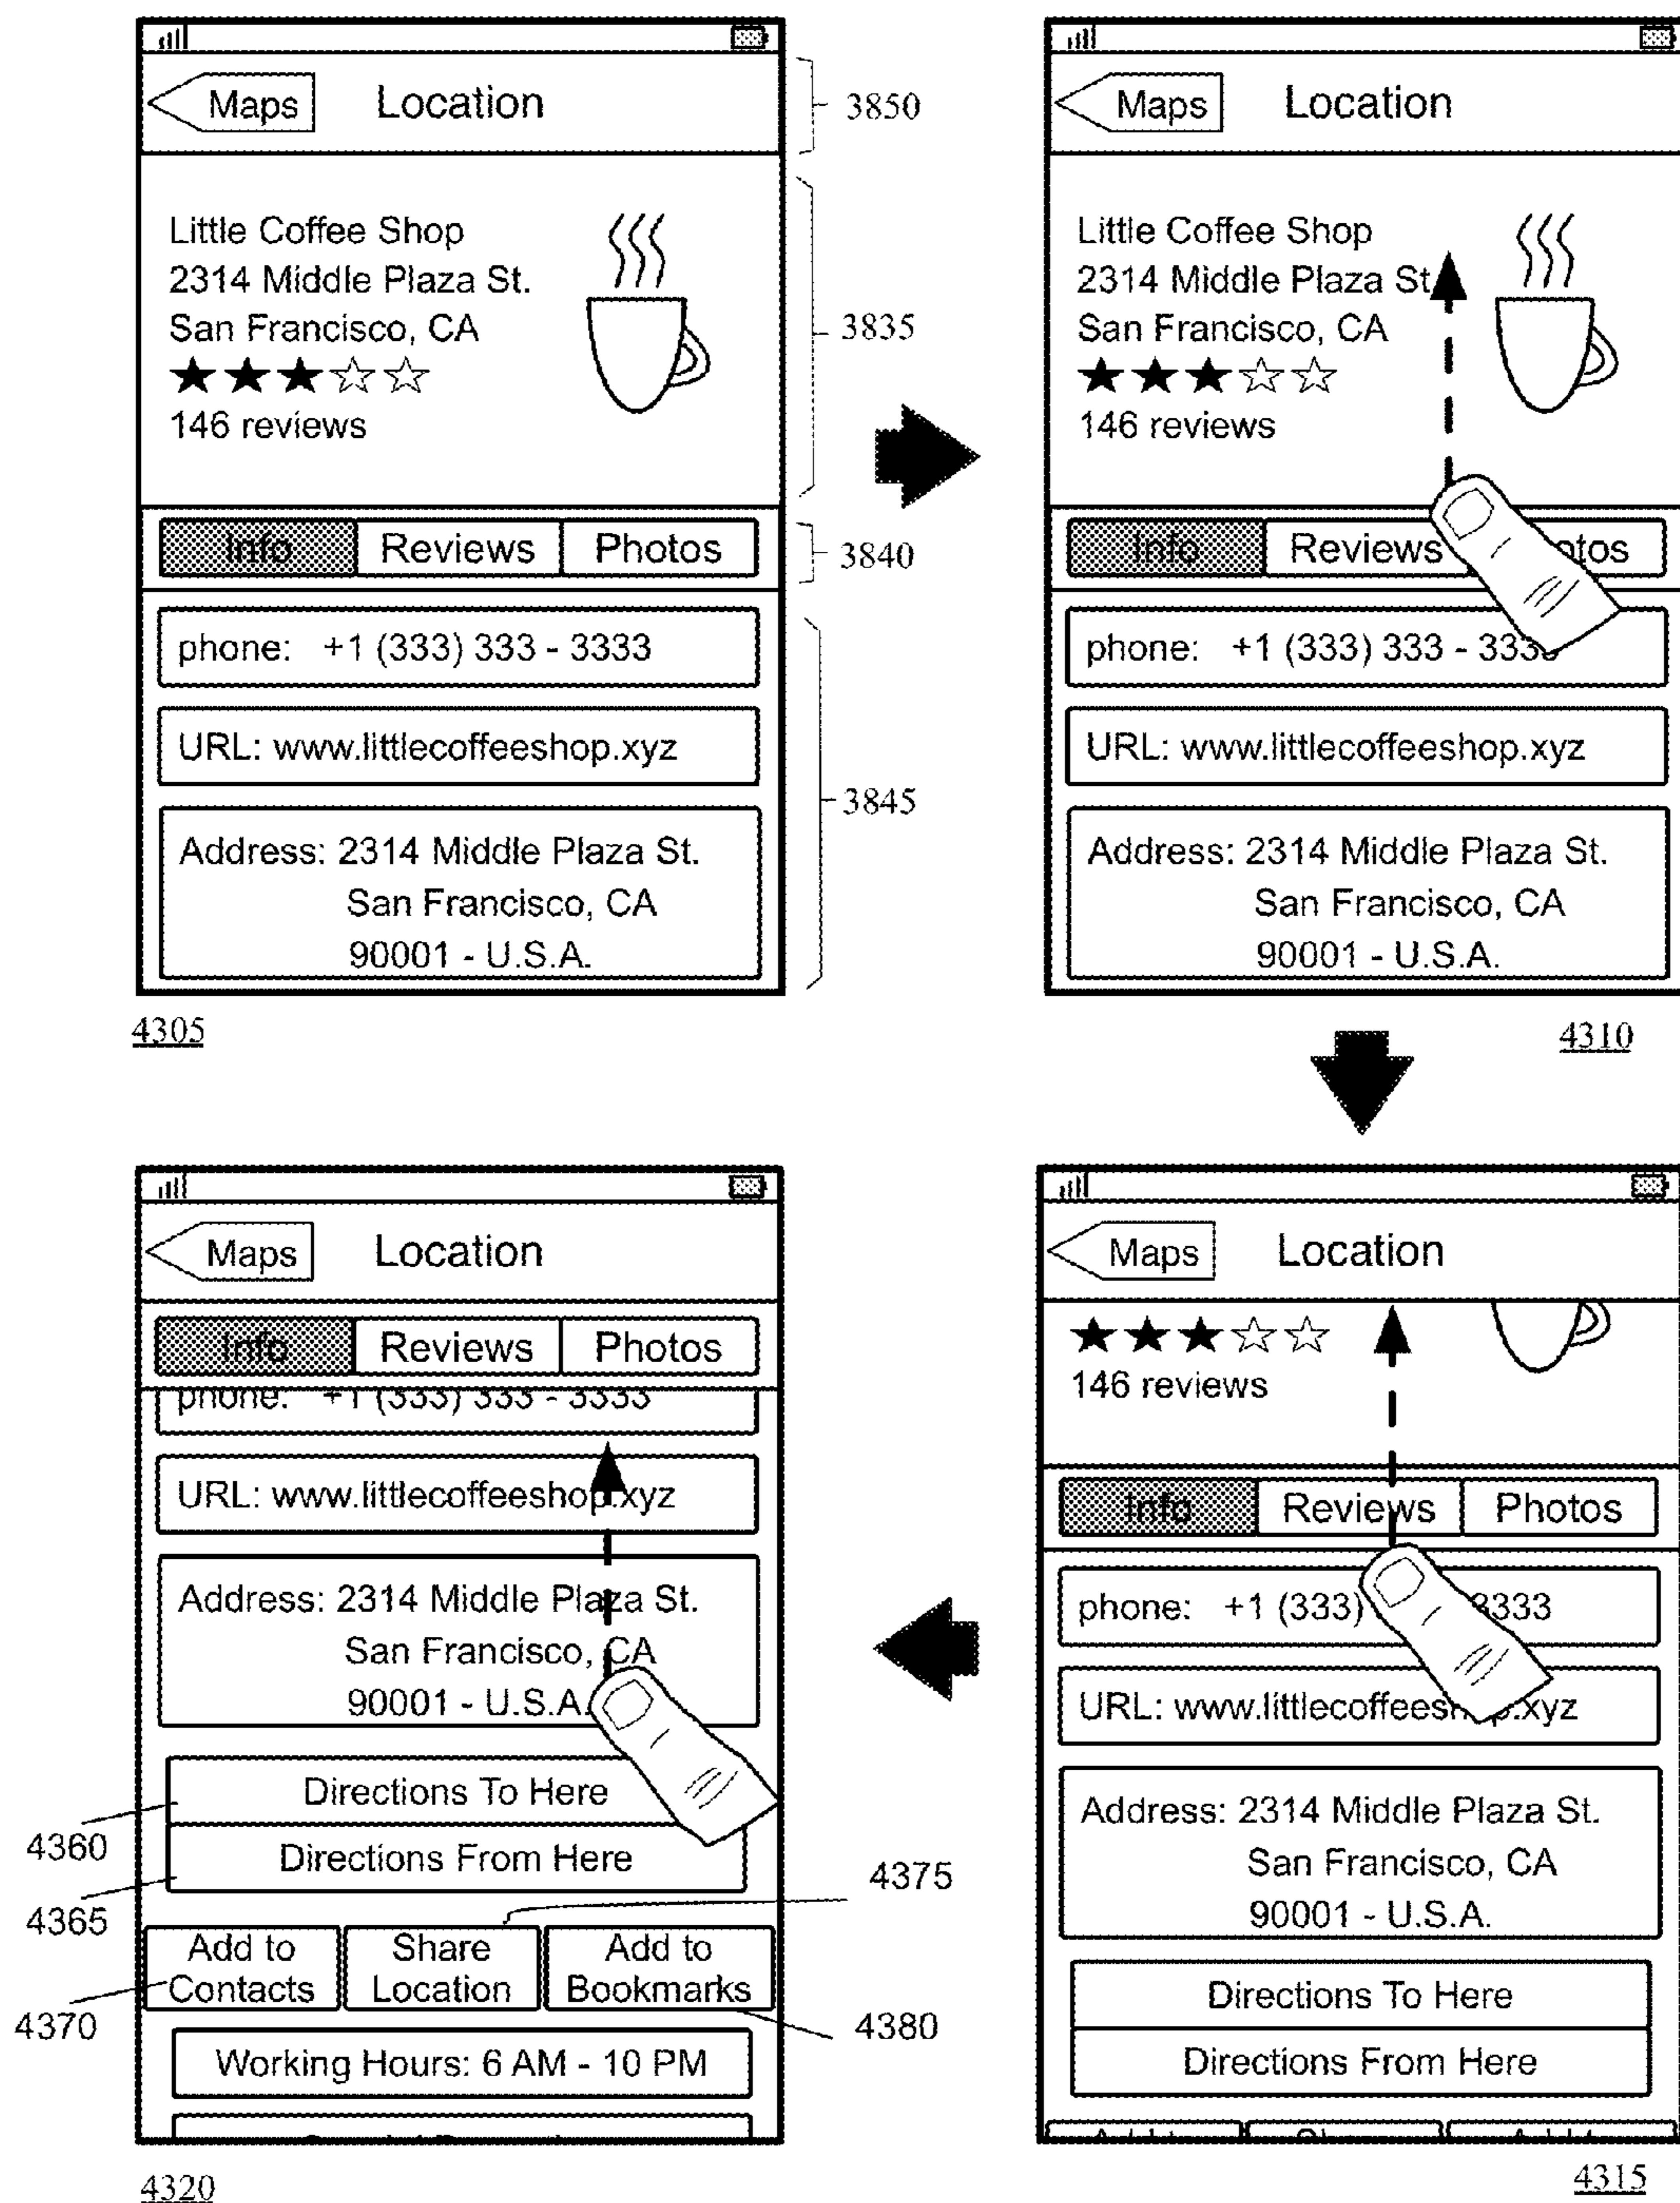 Maps Location
3850
Little Coffee Shop
2314 Middle Plaza St.
San Francisco, CA
146 reviews
3835
Info Reviews Photos
3840
phone: +1 (333) 333 - 3333
URL: www.littlecoffeeshop.xyz
Address: 2314 Middle Plaza St.
San Francisco, CA
90001 - U.S.A.
3845
4305
Maps Location
Little Coffee Shop
2314 Middle Plaza St
San Francisco, CA
146 reviews
Info Reviews otos
phone: +1 (333) 333 - 333
URL: www.littlecoffeeshop.xyz
Address: 2314 Middle Plaza St.
San Francisco, CA
90001 - U.S.A.
4310
Maps Location
146 reviews
Info Reviews Photos
phone: +1 (333) 3333
URL: www.littlecoffees .xyz
Address: 2314 Middle Plaza St.
San Francisco, CA
90001 - U.S.A.
Directions To Here
Directions From Here
4315
Maps Location
Info Reviews Photos
phone: +1 (333) 333 - 3333
URL: www.littlecoffeeshop.xyz
Address: 2314 Middle Plaza St.
San Francisco, CA
90001 - U.S.A.
Directions To Here
4360
Directions From Here
4365
4375
Add to Contacts
Share Location
Add to Bookmarks
4370
4380
Working Hours: 6 AM - 10 PM
4320